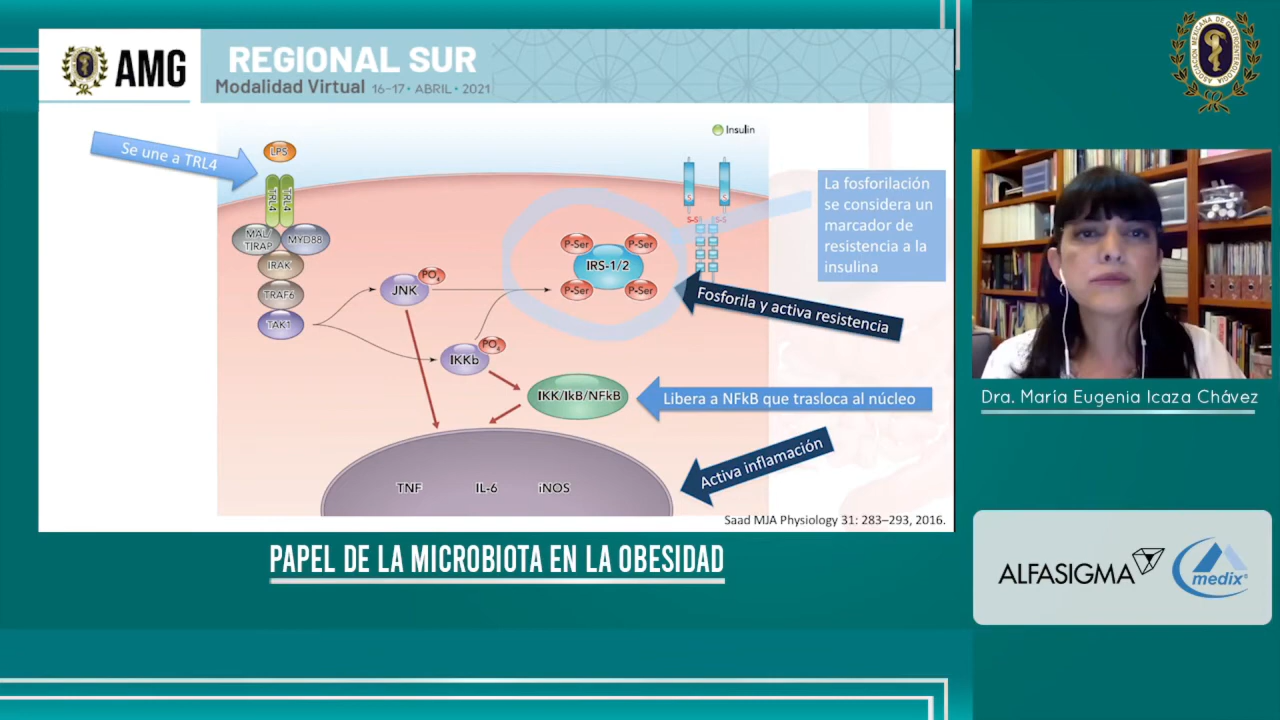 AMG
REGIONAL SUR
Modalidad Virtual 16-17 • ABRIL • 2021
Se une a TRL4
LPS
TRL4
TRL4
MAL/
TIRAP
MYD88
IRAK
TRAF6
TAK1
JNK
PO4
IKKb
PO4
Insulin
S
S
S-S
S-S
P-Ser
P-Ser
IRS-1/2
P-Ser
P-Ser
La fosforilación
se considera un
marcador de
resistencia a la
insulina
Fosforila y activa resistencia
IKK/IkB/NFkB
Libera a NFkB que trasloca al núcleo
Activa inflamación
TNF
IL-6
iNOS
Saad MJA Physiology 31: 283–293, 2016.
PAPEL DE LA MICROBIOTA EN LA OBESIDAD
ASOCIACIÓN MEXICANA DE GASTROENTEROLOGÍA
Dra. María Eugenia Icaza Chávez
ALFASIGMA
medix®